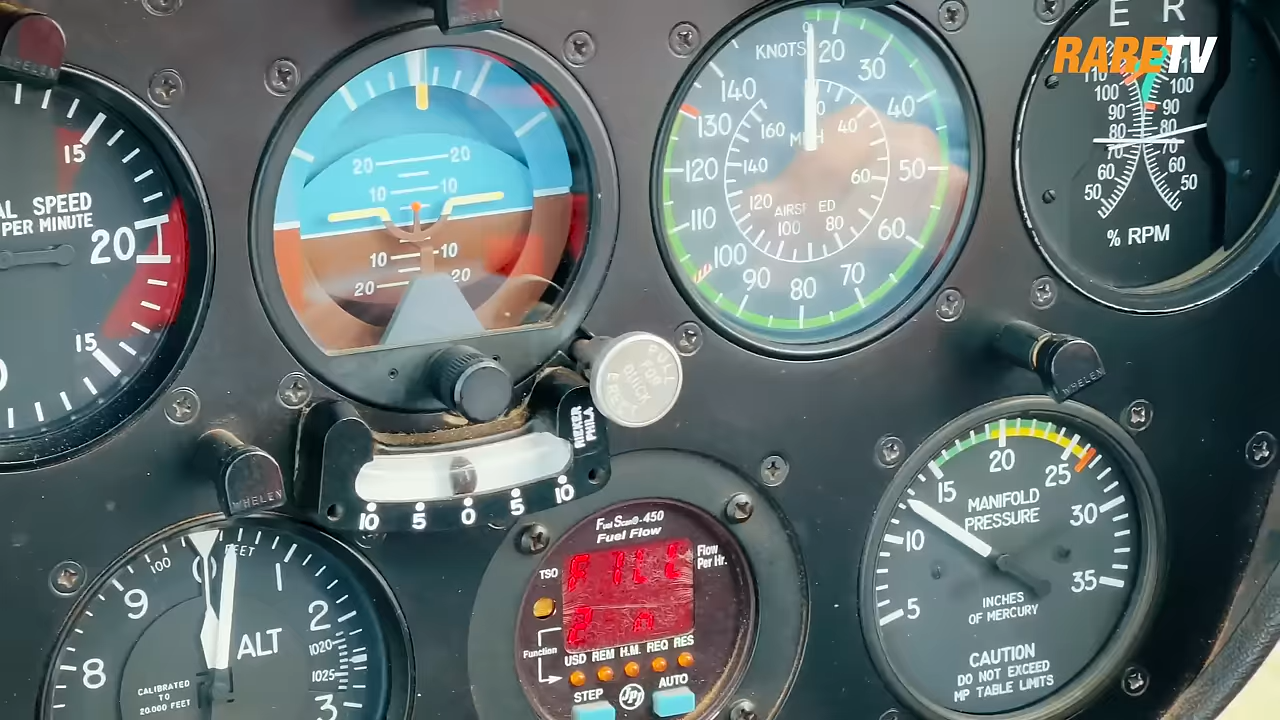 RABETV
E R
110 110
100 100
90 90
80 80
70 70
60 60
50 50
% RPM
KNOTS
20
30
40
50
60
70
80
90
100
110
120
130
140
MPH
40
60
80
100
120
140
160
20 20
10 10
10 10
20 20
15
AL SPEED
PER MINUTE
20
15
PULL
FOR
QUICK
WHELEN
WHELEN
WHELEN
RIEKER
PHILA
10 5 0 5 10
FEET
100
0
1
2
3
8
9
ALT
1020
1025
CALIBRATED
TO
20.000 FEET
Fuel Scan®-450
Fuel Flow
Flow
Per Hr.
TSO
FILL
Function
USD REM H.M. REQ RES
STEP AUTO
JPI
5
10
15
20
25
30
35
MANIFOLD
PRESSURE
INCHES
OF MERCURY
CAUTION
DO NOT EXCEED
MP TABLE LIMITS